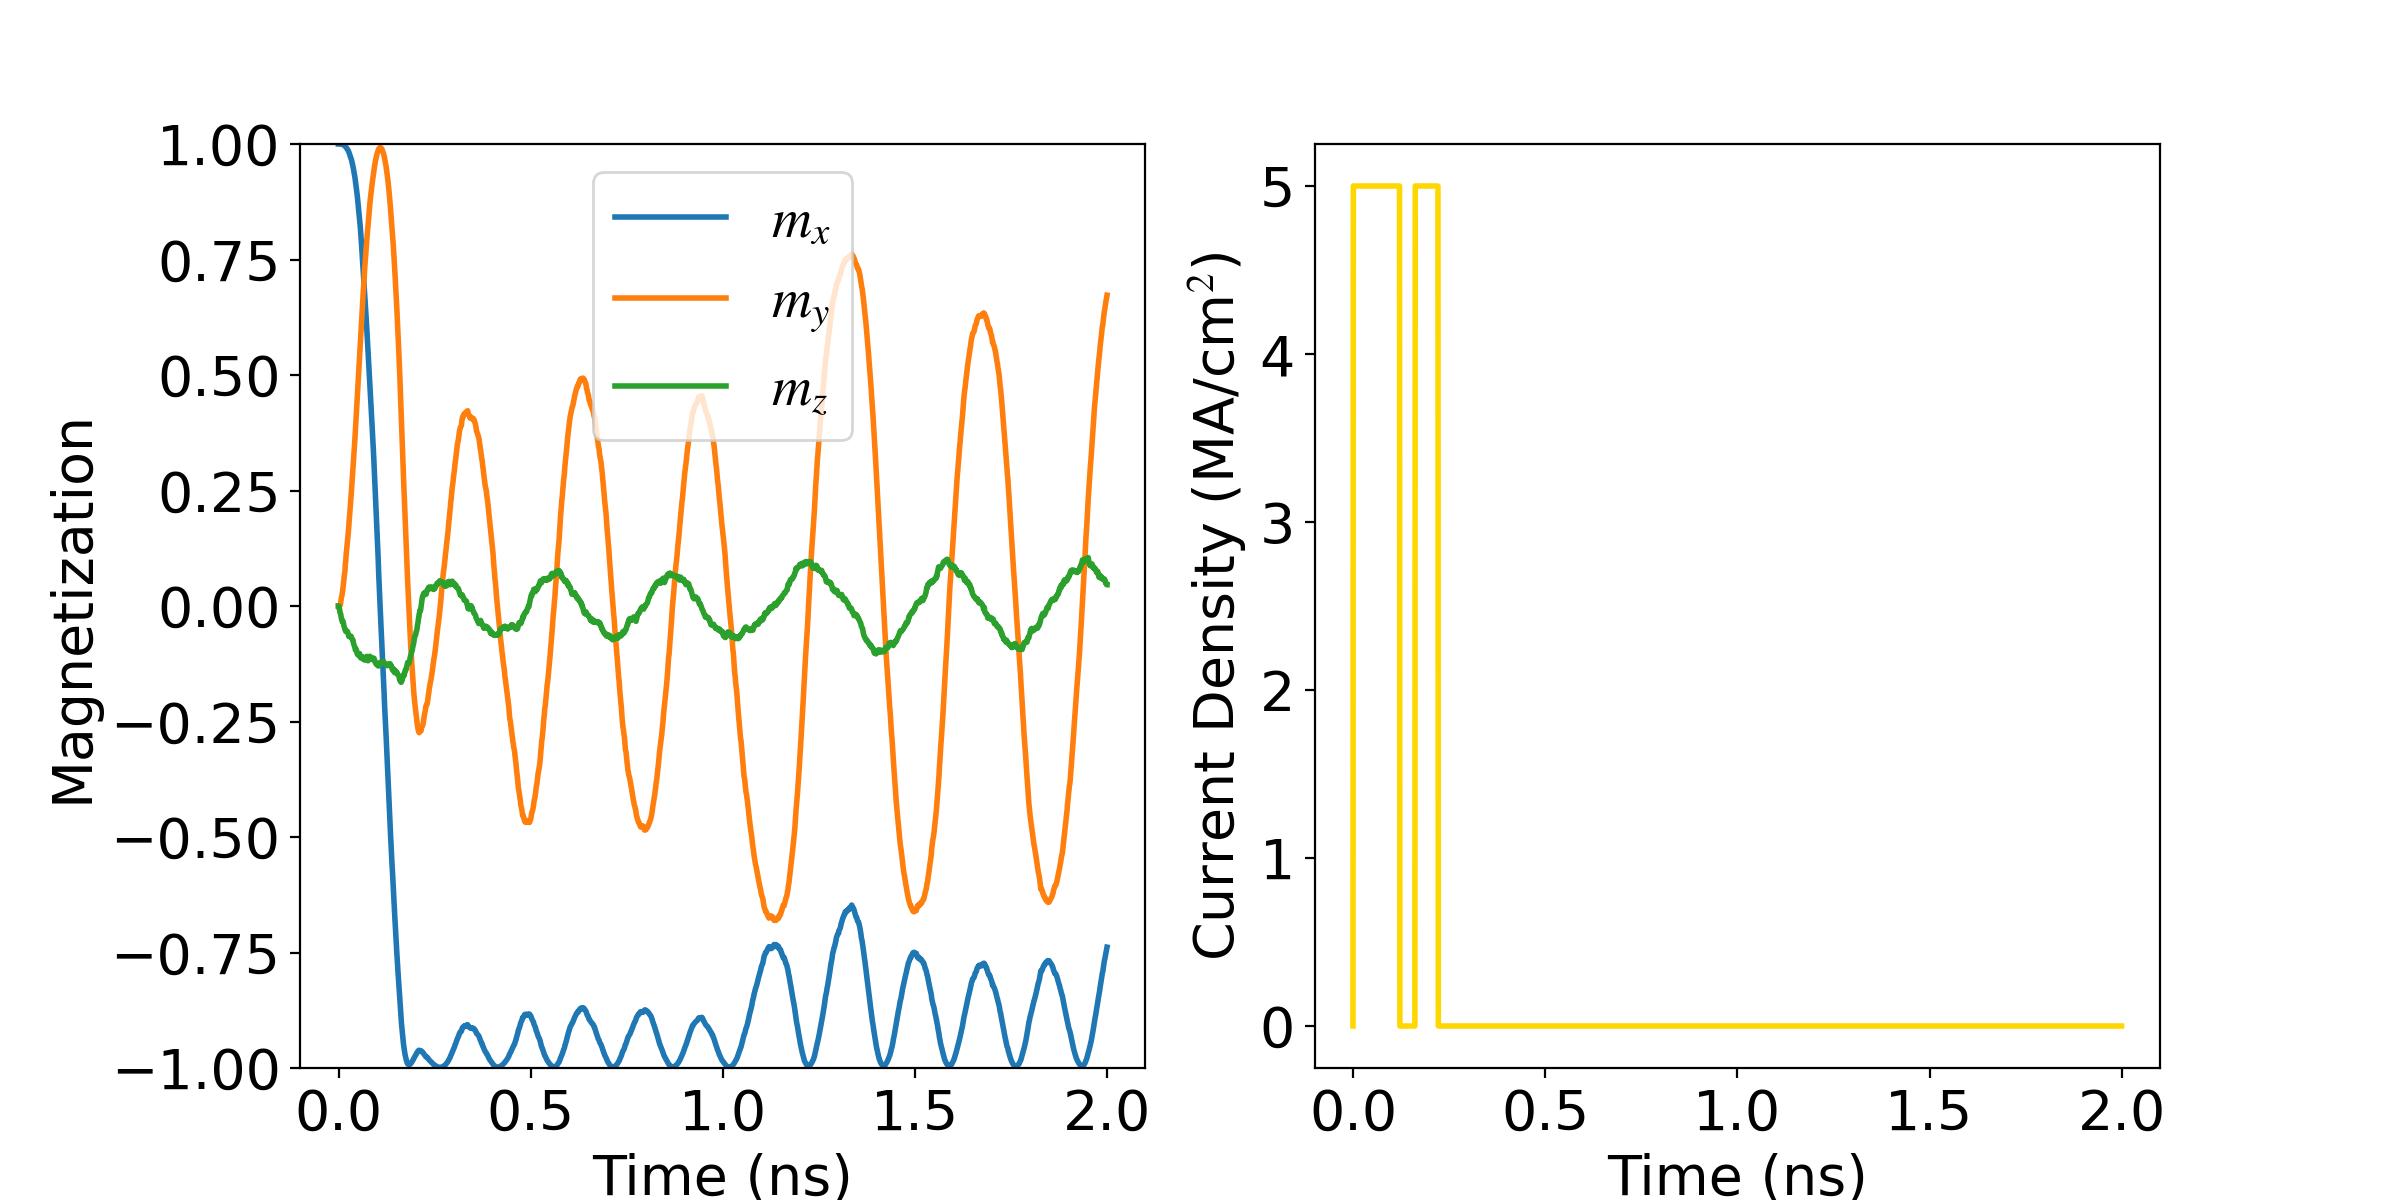 1.00
0.75
0.50
0.25
0.00
−0.25
−0.50
−0.75
−1.00
Magnetization
0.0 0.5 1.0 1.5 2.0
Time (ns)
m_x
m_y
m_z
5
4
3
2
1
0
Current Density (MA/cm²)
0.0 0.5 1.0 1.5 2.0
Time (ns)